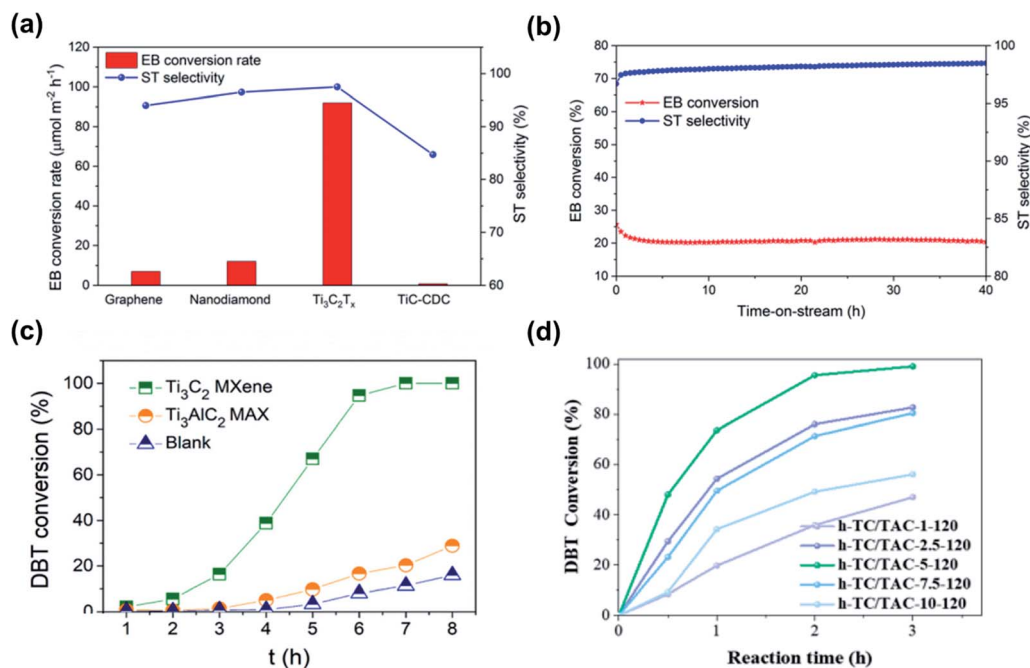 (a)
EB conversion rate
ST selectivity
EB conversion rate (μmol m⁻² h⁻¹)
120
100
80
60
40
20
0
ST selectivity (%)
100
95
90
85
80
60
Graphene
Nanodiamond
Ti₃C₂Tₓ
TiC-CDC
(b)
EB conversion (%)
80
70
60
50
40
30
20
10
EB conversion
ST selectivity
ST selectivity (%)
100
95
90
85
80
0
10
20
30
40
Time-on-stream (h)
(c)
DBT conversion (%)
100
80
60
40
20
0
Ti₃C₂ MXene
Ti₃AlC₂ MAX
Blank
1
2
3
4
5
6
7
8
t (h)
(d)
DBT Conversion (%)
100
80
60
40
20
0
h-TC/TAC-1-120
h-TC/TAC-2.5-120
h-TC/TAC-5-120
h-TC/TAC-7.5-120
h-TC/TAC-10-120
0
1
2
3
Reaction time (h)